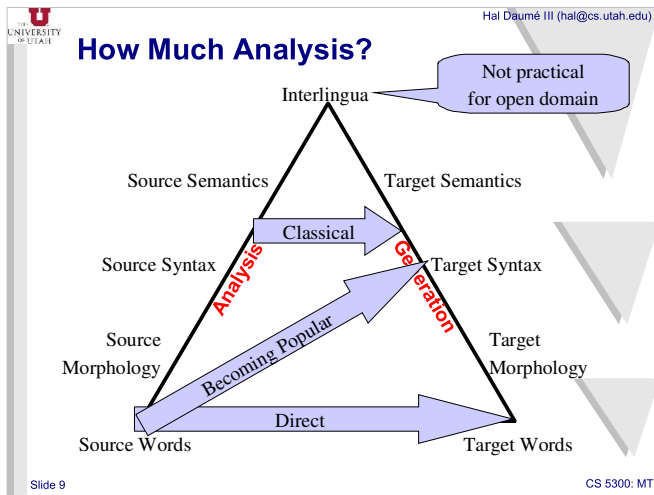 Hal Daumé III (hal@cs.utah.edu)
U
THE
UNIVERSITY
OF UTAH
How Much Analysis?
Not practical
for open domain
Interlingua
Source Semantics
Target Semantics
Classical
Analysis
Generation
Source Syntax
Target Syntax
Becoming Popular
Source
Morphology
Target
Morphology
Direct
Source Words
Target Words
Slide 9
CS 5300: MT